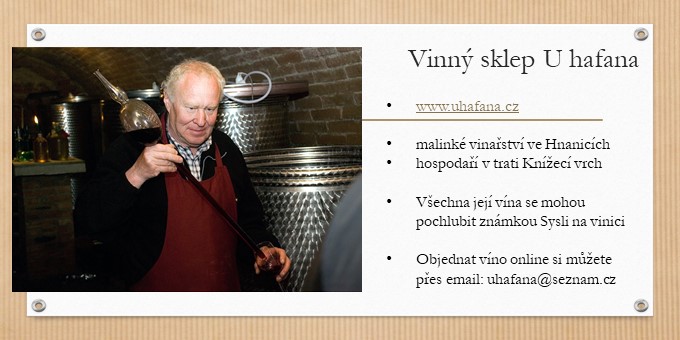 Vinný sklep U hafana
• www.uhafana.cz
• malinké vinařství ve Hnanicích
• hospodaří v trati Knížecí vrch
• Všechna její vína se mohou
pochlubit známkou Sysli na vinici
• Objednat víno online si můžete
přes email: uhafana@seznam.cz